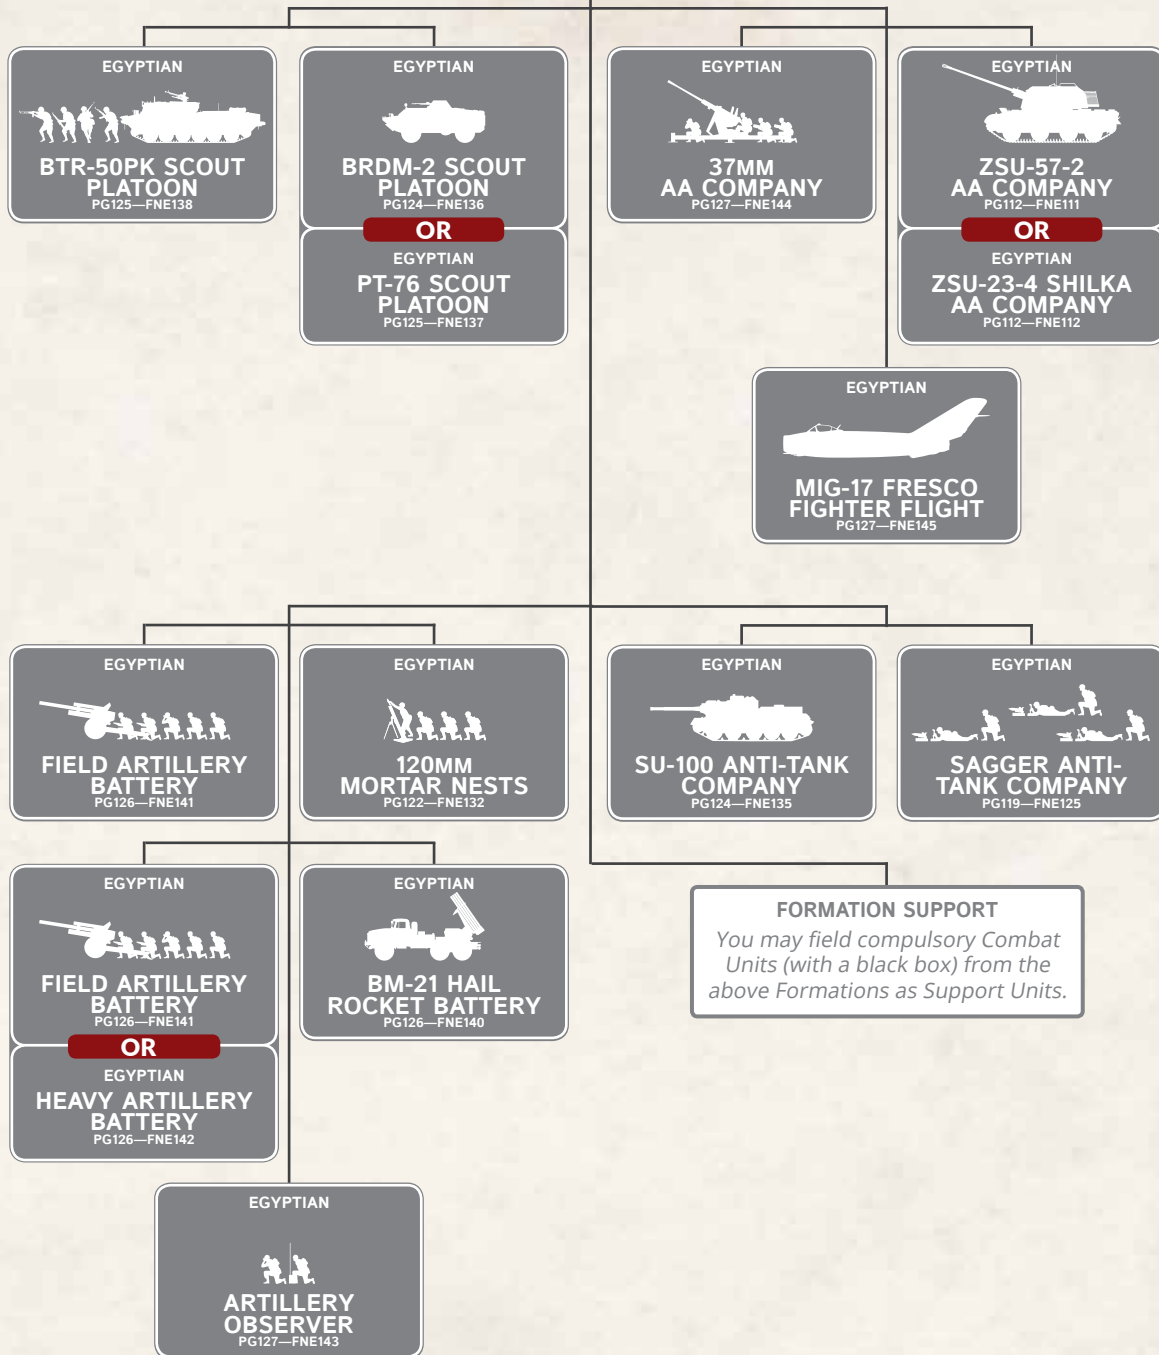 EGYPTIAN
BTR-50PK SCOUT
PLATOON
PG125—FNE138
EGYPTIAN
BRDM-2 SCOUT
PLATOON
PG124—FNE136
OR
EGYPTIAN
PT-76 SCOUT
PLATOON
PG125—FNE137
EGYPTIAN
37MM
AA COMPANY
PG127—FNE144
EGYPTIAN
ZSU-57-2
AA COMPANY
PG112—FNE111
OR
EGYPTIAN
ZSU-23-4 SHILKA
AA COMPANY
PG112—FNE112
EGYPTIAN
MIG-17 FRESCO
FIGHTER FLIGHT
PG127—FNE145
EGYPTIAN
FIELD ARTILLERY
BATTERY
PG126—FNE141
EGYPTIAN
120MM
MORTAR NESTS
PG122—FNE132
EGYPTIAN
SU-100 ANTI-TANK
COMPANY
PG124—FNE135
EGYPTIAN
SAGGER ANTI-
TANK COMPANY
PG119—FNE125
EGYPTIAN
FIELD ARTILLERY
BATTERY
PG126—FNE141
OR
EGYPTIAN
HEAVY ARTILLERY
BATTERY
PG126—FNE142
EGYPTIAN
BM-21 HAIL
ROCKET BATTERY
PG126—FNE140
FORMATION SUPPORT
You may field compulsory Combat
Units (with a black box) from the
above Formations as Support Units.
EGYPTIAN
ARTILLERY
OBSERVER
PG127—FNE143